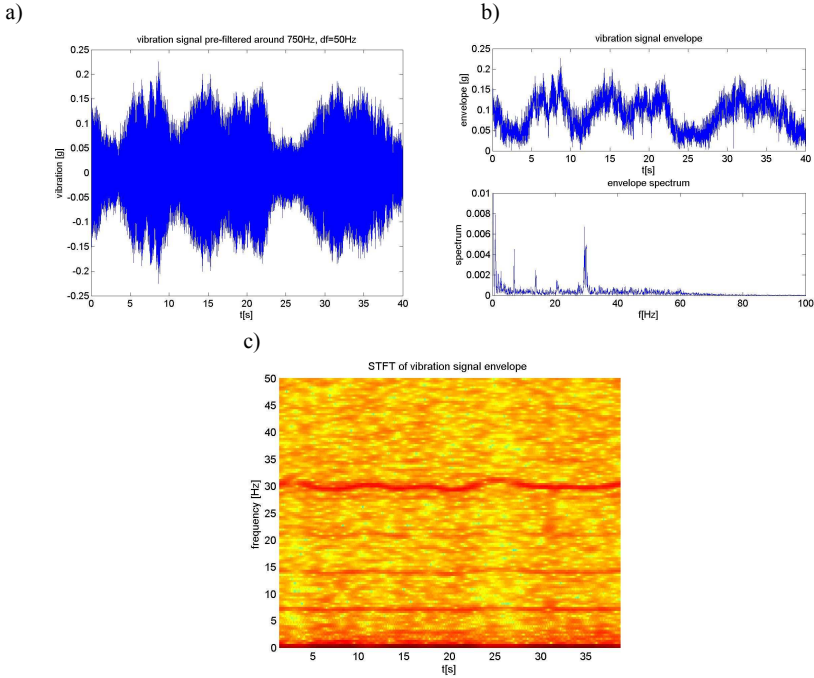 a)
vibration signal pre-filtered around 750Hz, df=50Hz
0.25
0.2
0.15
0.1
0.05
0
-0.05
-0.1
-0.15
-0.2
-0.25
vibration [g]
0 5 10 15 20 25 30 35 40
t[s]
b)
vibration signal envelope
0.25
0.2
0.15
0.1
0.05
0
envelope [g]
0 5 10 15 20 25 30 35 40
t[s]
envelope spectrum
0.01
0.008
0.006
0.004
0.002
0
spectrum
0 20 40 60 80 100
f[Hz]
c)
STFT of vibration signal envelope
50
45
40
35
30
25
20
15
10
5
0
frequency [Hz]
5 10 15 20 25 30 35
t[s]